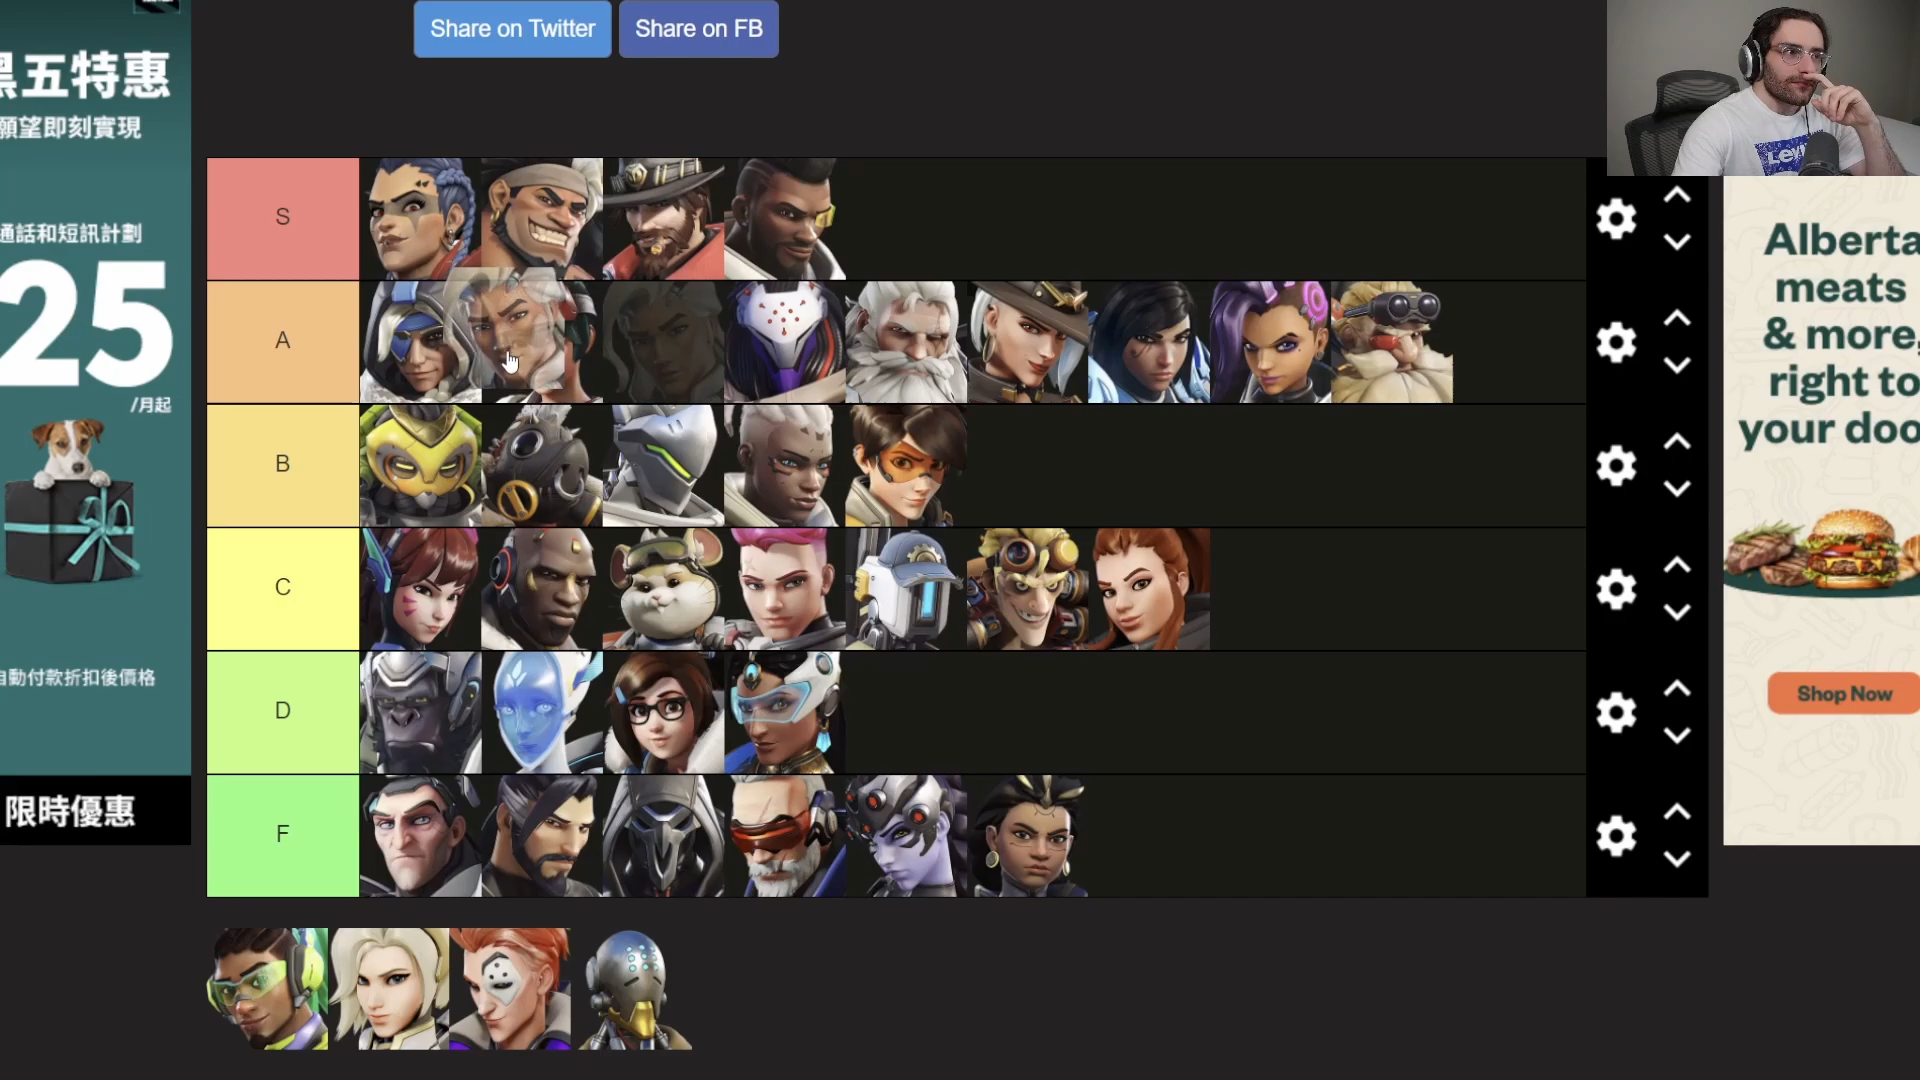 Share on Twitter
Share on FB
黑五特惠
願望即刻實現
通話和短訊計劃
25
/月起
自動付款折扣後價格
限時優惠
S
A
B
C
D
F
Levi
Alberta
meats
& more,
right to
your doo
Shop Now